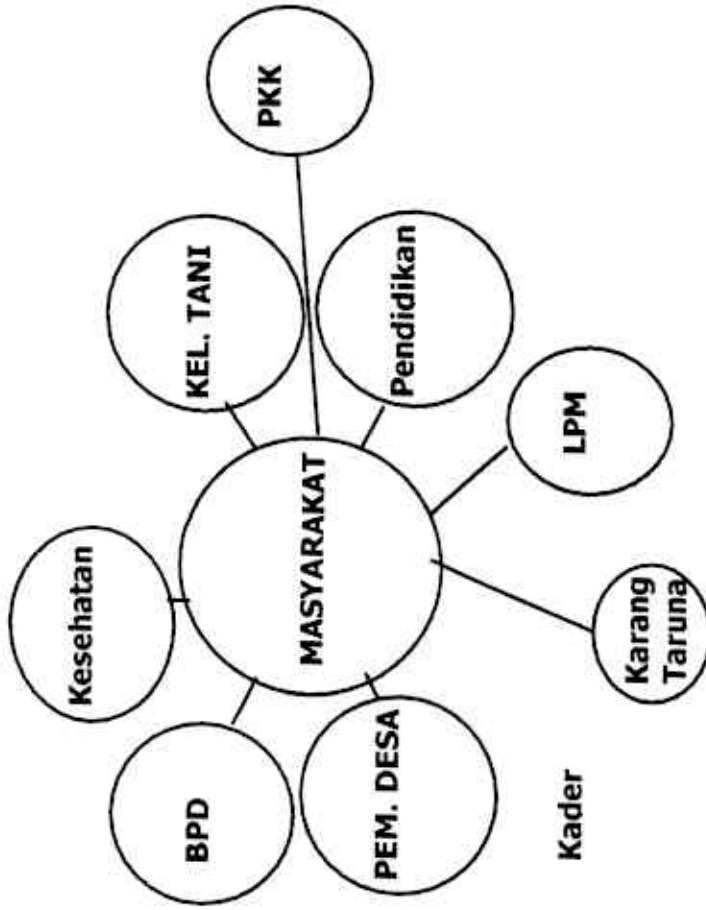 Kesehatan
BPD
KEL. TANI
PKK
MASYARAKAT
PEM. DESA
Pendidikan
Kader
LPM
Karang
Taruna